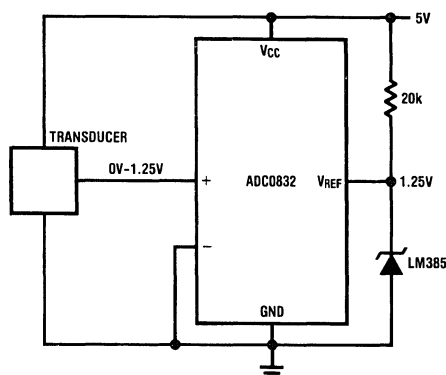 5V
VCC
20k
TRANSDUCER
0V–1.25V
+
ADC0832
VREF
1.25V
−
LM385
GND